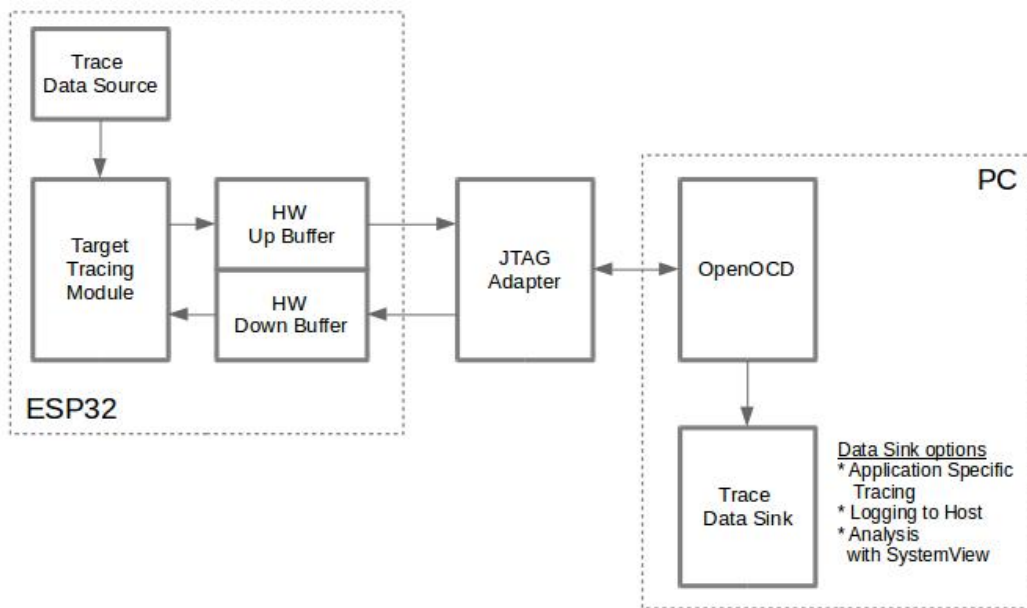 Trace
Data Source
Target
Tracing
Module
HW
Up Buffer
HW
Down Buffer
ESP32
JTAG
Adapter
PC
OpenOCD
Trace
Data Sink
Data Sink options
* Application Specific
Tracing
* Logging to Host
* Analysis
with SystemView